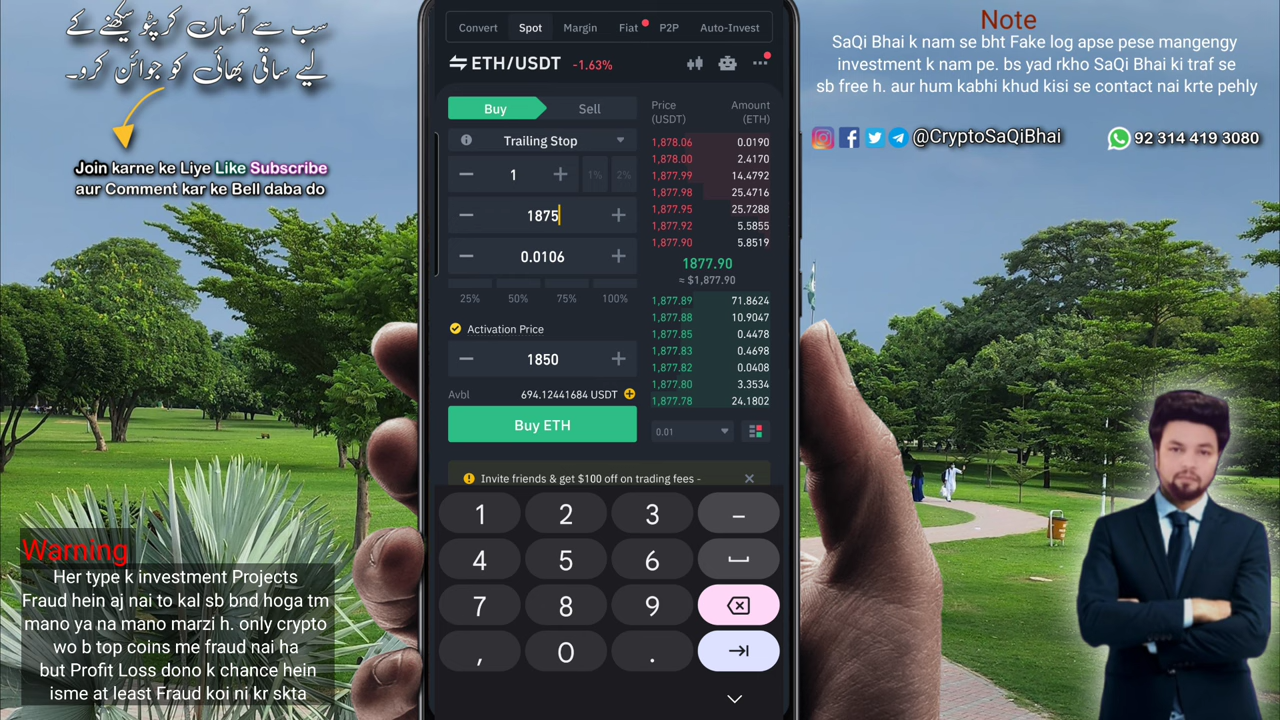 سب سے آسان کرپٹو سیکھنے کے
لیے ساقی بھائی کو جوائن کرو۔
Join karne ke Liye Like Subscribe
aur Comment kar ke Bell daba do
Warning
Her type k investment Projects
Fraud hein aj nai to kal sb bnd hoga tm
mano ya na mano marzi h. only crypto
wo b top coins me fraud nai ha
but Profit Loss dono k chance hein
isme at least Fraud koi ni kr skta
Convert Spot Margin Fiat P2P Auto-Invest
ETH/USDT -1.63%
Buy Sell
Trailing Stop
1 1% 2%
1875
0.0106
25% 50% 75% 100%
Activation Price
1850
Avbl 694.12441684 USDT
Buy ETH
Price Amount
(USDT) (ETH)
1,878.06 0.0190
1,878.00 2.4170
1,877.99 14.4792
1,877.98 25.4716
1,877.95 25.7288
1,877.92 5.5855
1,877.90 5.8519
1877.90
≈ $1,877.90
1,877.89 71.8624
1,877.88 10.9047
1,877.85 0.4478
1,877.83 0.4698
1,877.82 0.0408
1,877.80 3.3534
1,877.78 24.1802
0.01
Invite friends & get $100 off on trading fees -
1 2 3 –
4 5 6
7 8 9
, 0 .
Note
SaQi Bhai k nam se bht Fake log apse pese mangengy
investment k nam pe. bs yad rkho SaQi Bhai ki traf se
sb free h. aur hum kabhi khud kisi se contact nai krte pehly
@CryptoSaQiBhai 92 314 419 3080